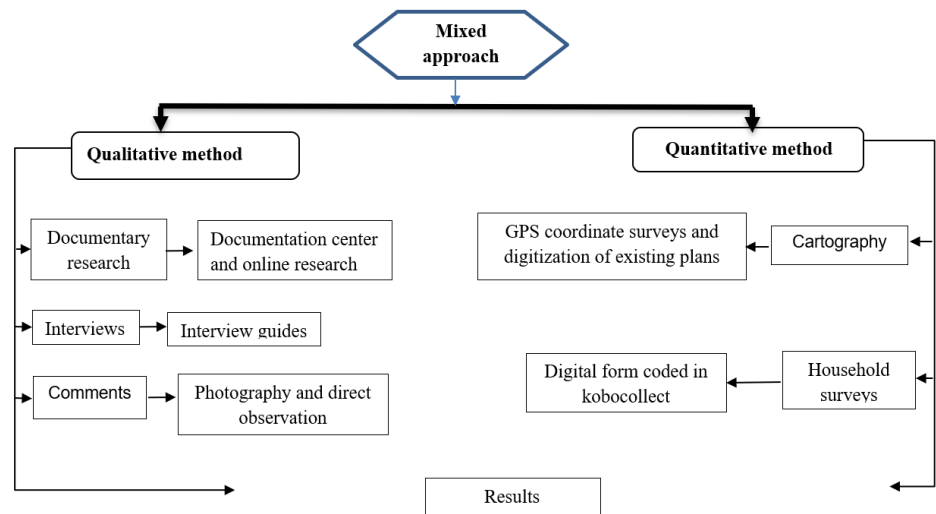 Mixed
approach
Qualitative method
Quantitative method
Documentary
research
Documentation center
and online research
GPS coordinate surveys and
digitization of existing plans
Cartography
Interviews
Interview guides
Comments
Photography and direct
observation
Digital form coded in
kobocollect
Household
surveys
Results